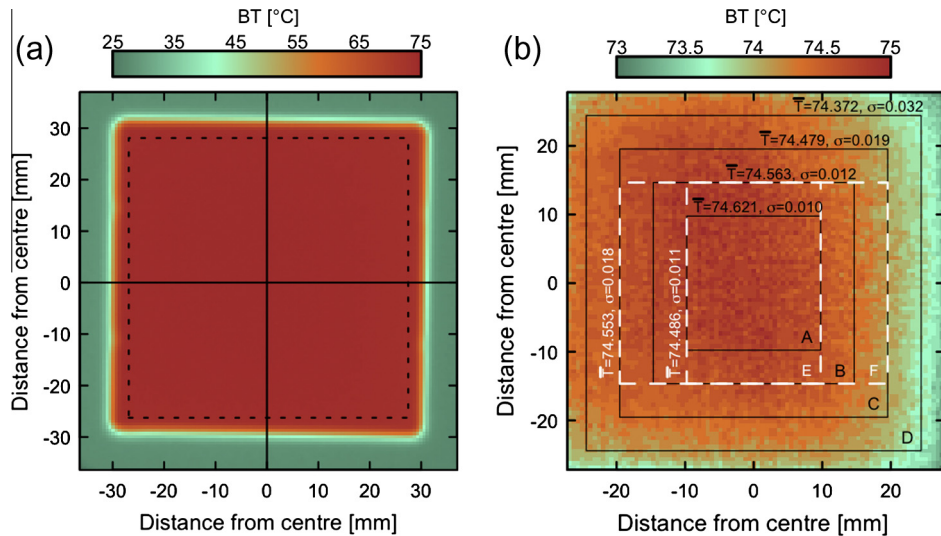 (a)
BT [°C]
25 35 45 55 65 75
Distance from centre [mm]
30
20
10
0
-10
-20
-30
-30 -20 -10 0 10 20 30
Distance from centre [mm]
(b)
BT [°C]
73 73.5 74 74.5 75
Distance from centre [mm]
20
10
0
-10
-20
T̅=74.372, σ=0.032
T̅=74.479, σ=0.019
T̅=74.563, σ=0.012
T̅=74.621, σ=0.010
T̅=74.553, σ=0.018
T̅=74.486, σ=0.011
A
E B F
C
D
-20 -10 0 10 20
Distance from centre [mm]